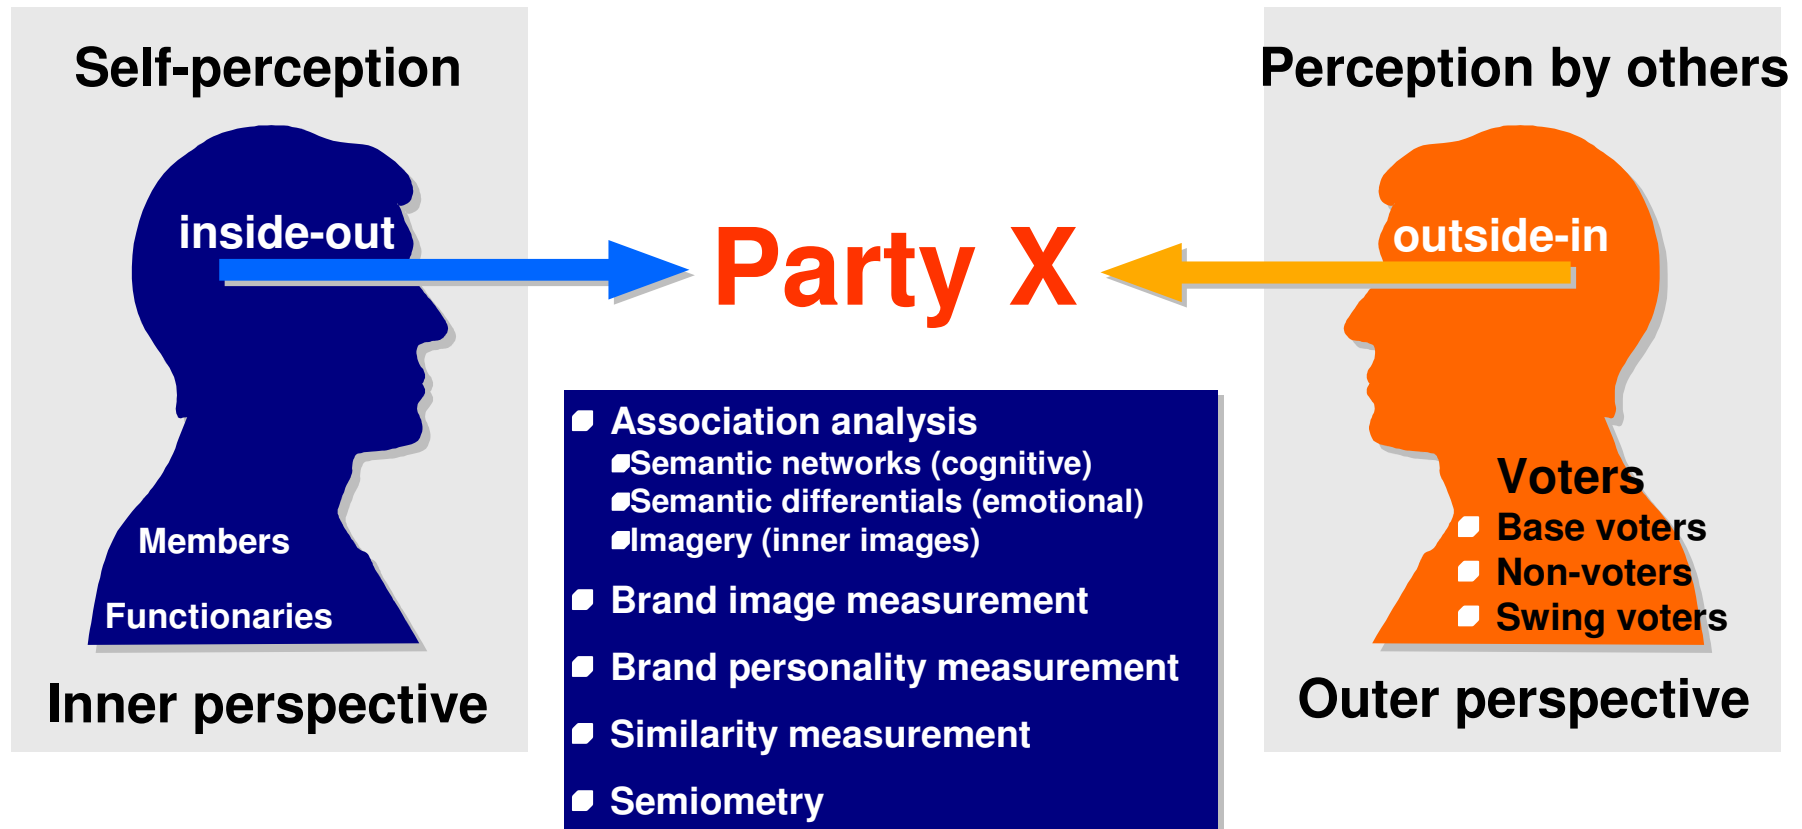 Self-perception
inside-out
Members
Functionaries
Inner perspective
Party X
Association analysis
Semantic networks (cognitive)
Semantic differentials (emotional)
Imagery (inner images)
Brand image measurement
Brand personality measurement
Similarity measurement
Semiometry
Perception by others
outside-in
Voters
Base voters
Non-voters
Swing voters
Outer perspective